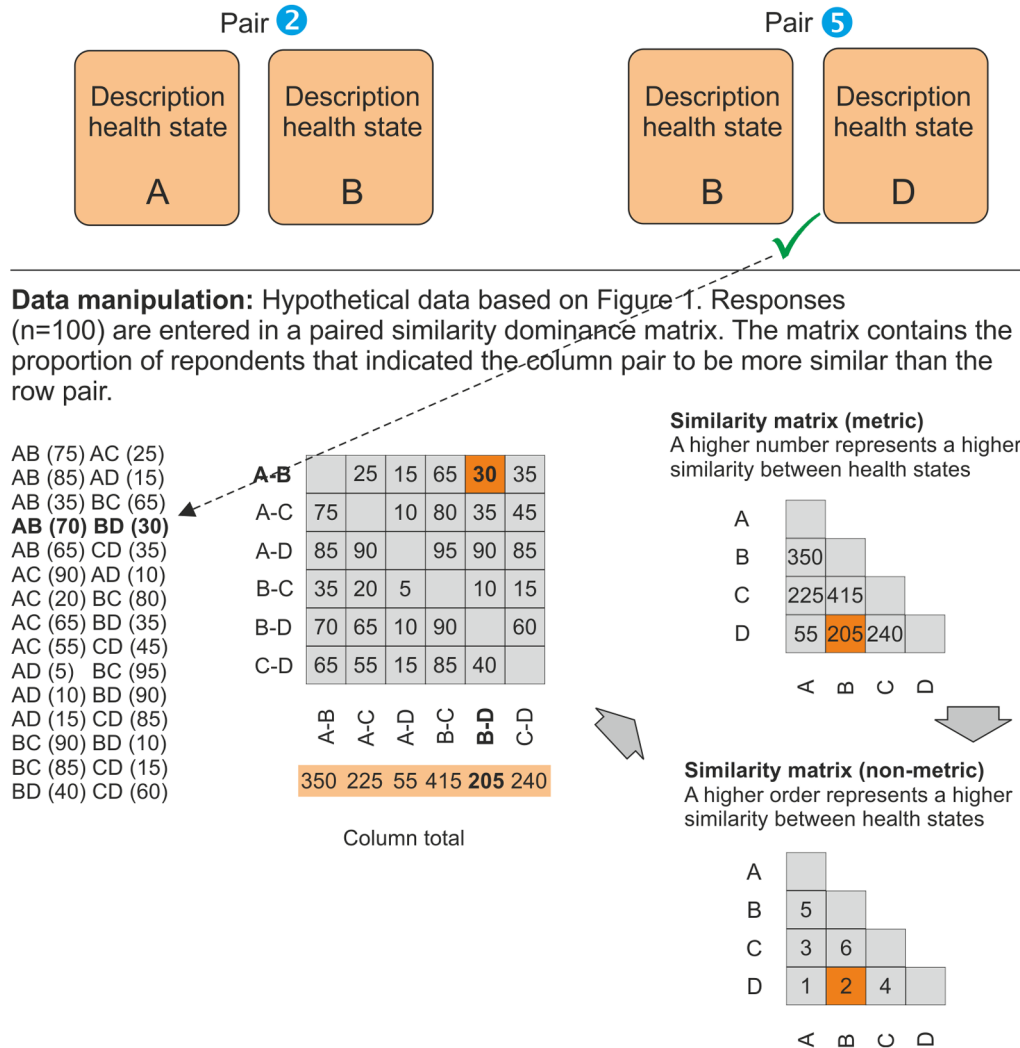 Pair 2
Pair 5
Description
health state
A
Description
health state
B
Description
health state
B
Description
health state
D
Data manipulation: Hypothetical data based on Figure 1. Responses
(n=100) are entered in a paired similarity dominance matrix. The matrix contains the
proportion of repondents that indicated the column pair to be more similar than the
row pair.
AB (75) AC (25)
AB (85) AD (15)
AB (35) BC (65)
AB (70) BD (30)
AB (65) CD (35)
AC (90) AD (10)
AC (20) BC (80)
AC (65) BD (35)
AC (55) CD (45)
AD (5) BC (95)
AD (10) BD (90)
AD (15) CD (85)
BC (90) BD (10)
BC (85) CD (15)
BD (40) CD (60)
A-B 25 15 65 30 35
A-C 75 10 80 35 45
A-D 85 90 95 90 85
B-C 35 20 5 10 15
B-D 70 65 10 90 60
C-D 65 55 15 85 40
A-B A-C A-D B-C B-D C-D
350 225 55 415 205 240
Column total
Similarity matrix (metric)
A higher number represents a higher
similarity between health states
A
B 350
C 225 415
D 55 205 240
A B C D
Similarity matrix (non-metric)
A higher order represents a higher
similarity between health states
A
B 5
C 3 6
D 1 2 4
A B C D